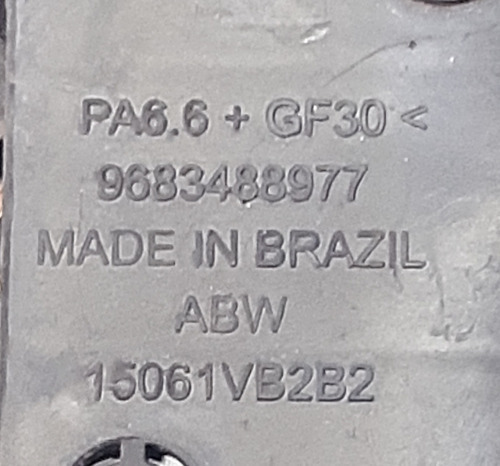 PA6.6 + GF30 <
9683488977
MADE IN BRAZIL
ABW
15061VB2B2